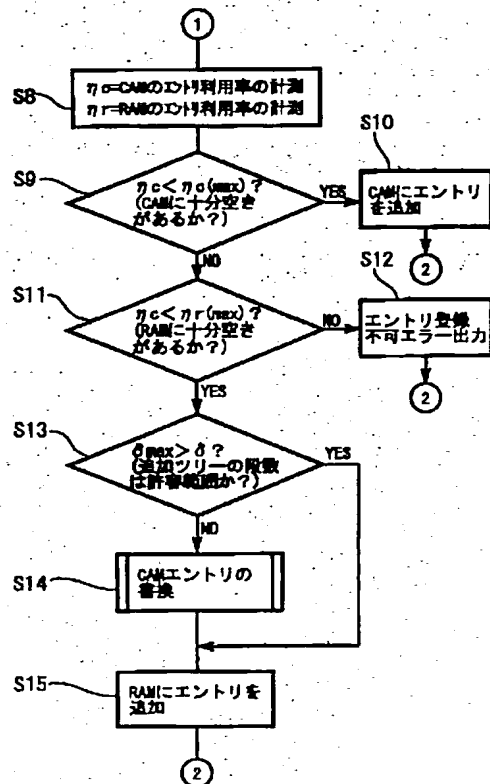 1
S8
ησ=CAMのエントリ利用率の計測
ηr=RAMのエントリ利用率の計測
S9
ηc<ηc(max)?
(CAMに十分空き
があるか?)
YES
S10
CAMにエントリ
を追加
2
NO
S11
ηc<ηr(max)?
(RAMに十分空き
があるか?)
NO
S12
エントリ登録
不可エラー出力
2
YES
S13
δmax>δ?
(追加ツリーの段数
は許容範囲か?)
YES
NO
S14
CAMエントリの
書換
S15
RAMにエントリを
追加
2